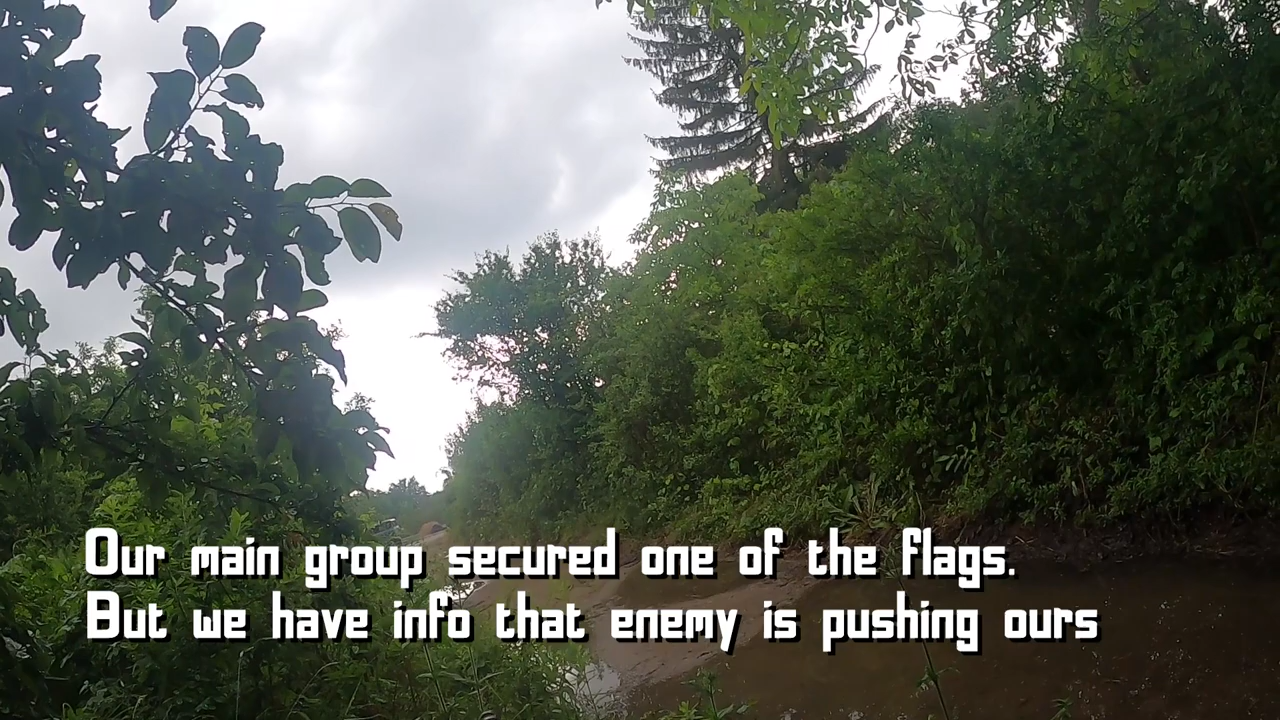 Our main group secured one of the flags.
But we have info that enemy is pushing ours